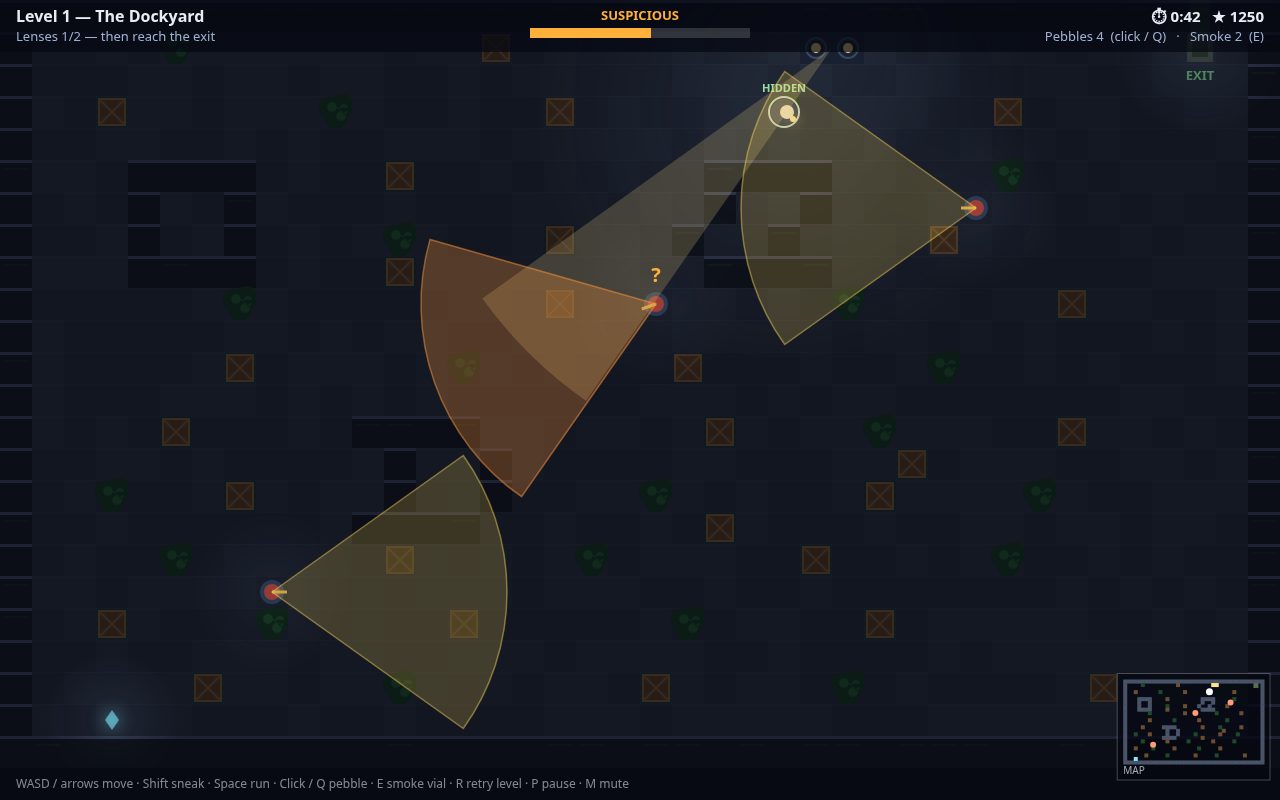 Level 1 — The Dockyard
Lenses 1/2 — then reach the exit
SUSPICIOUS
⏱ 0:42 ★ 1250
Pebbles 4 (click / Q) · Smoke 2 (E)
EXIT
HIDDEN
?
MAP
WASD / arrows move · Shift sneak · Space run · Click / Q pebble · E smoke vial · R retry level · P pause · M mute